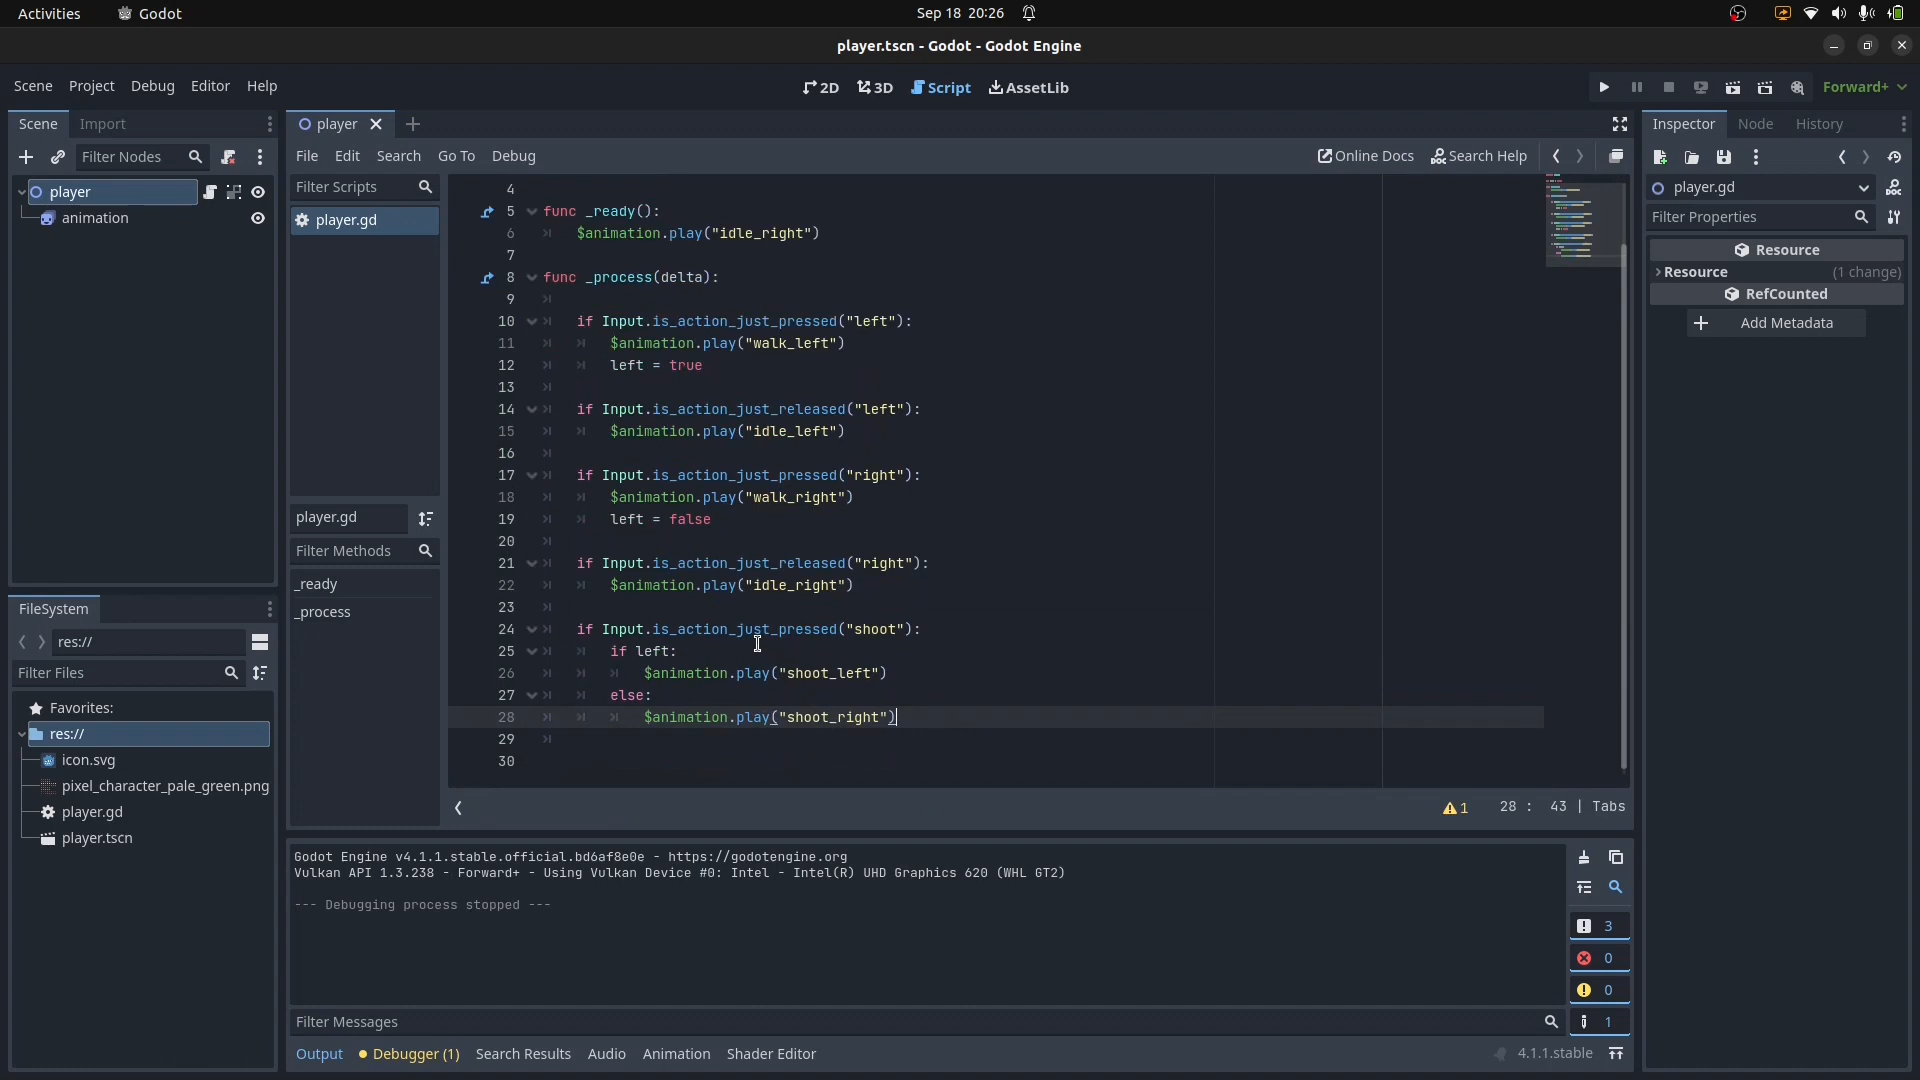 Activities Godot Sep 18 20:26
player.tscn - Godot - Godot Engine
Scene Project Debug Editor Help 2D 3D Script AssetLib Forward+
Scene Import player Inspector Node History
Filter Nodes File Edit Search Go To Debug Online Docs Search Help
player Filter Scripts player.gd
animation player.gd Filter Properties
Resource
Resource (1 change)
RefCounted
Add Metadata
4
5 func _ready():
6 $animation.play("idle_right")
7
8 func _process(delta):
9
10 if Input.is_action_just_pressed("left"):
11 $animation.play("walk_left")
12 left = true
13
14 if Input.is_action_just_released("left"):
15 $animation.play("idle_left")
16
17 if Input.is_action_just_pressed("right"):
18 $animation.play("walk_right")
19 left = false
20
21 if Input.is_action_just_released("right"):
22 $animation.play("idle_right")
23
24 if Input.is_action_just_pressed("shoot"):
25 if left:
26 $animation.play("shoot_left")
27 else:
28 $animation.play("shoot_right")
29
30
player.gd
Filter Methods
_ready
_process
FileSystem
res://
Filter Files
Favorites:
res://
icon.svg
pixel_character_pale_green.png
player.gd
player.tscn
1 28 : 43 | Tabs
Godot Engine v4.1.1.stable.official.bd6af8e0e - https://godotengine.org
Vulkan API 1.3.238 - Forward+ - Using Vulkan Device #0: Intel - Intel(R) UHD Graphics 620 (WHL GT2)
--- Debugging process stopped ---
3
0
0
1
Filter Messages
Output Debugger (1) Search Results Audio Animation Shader Editor 4.1.1.stable